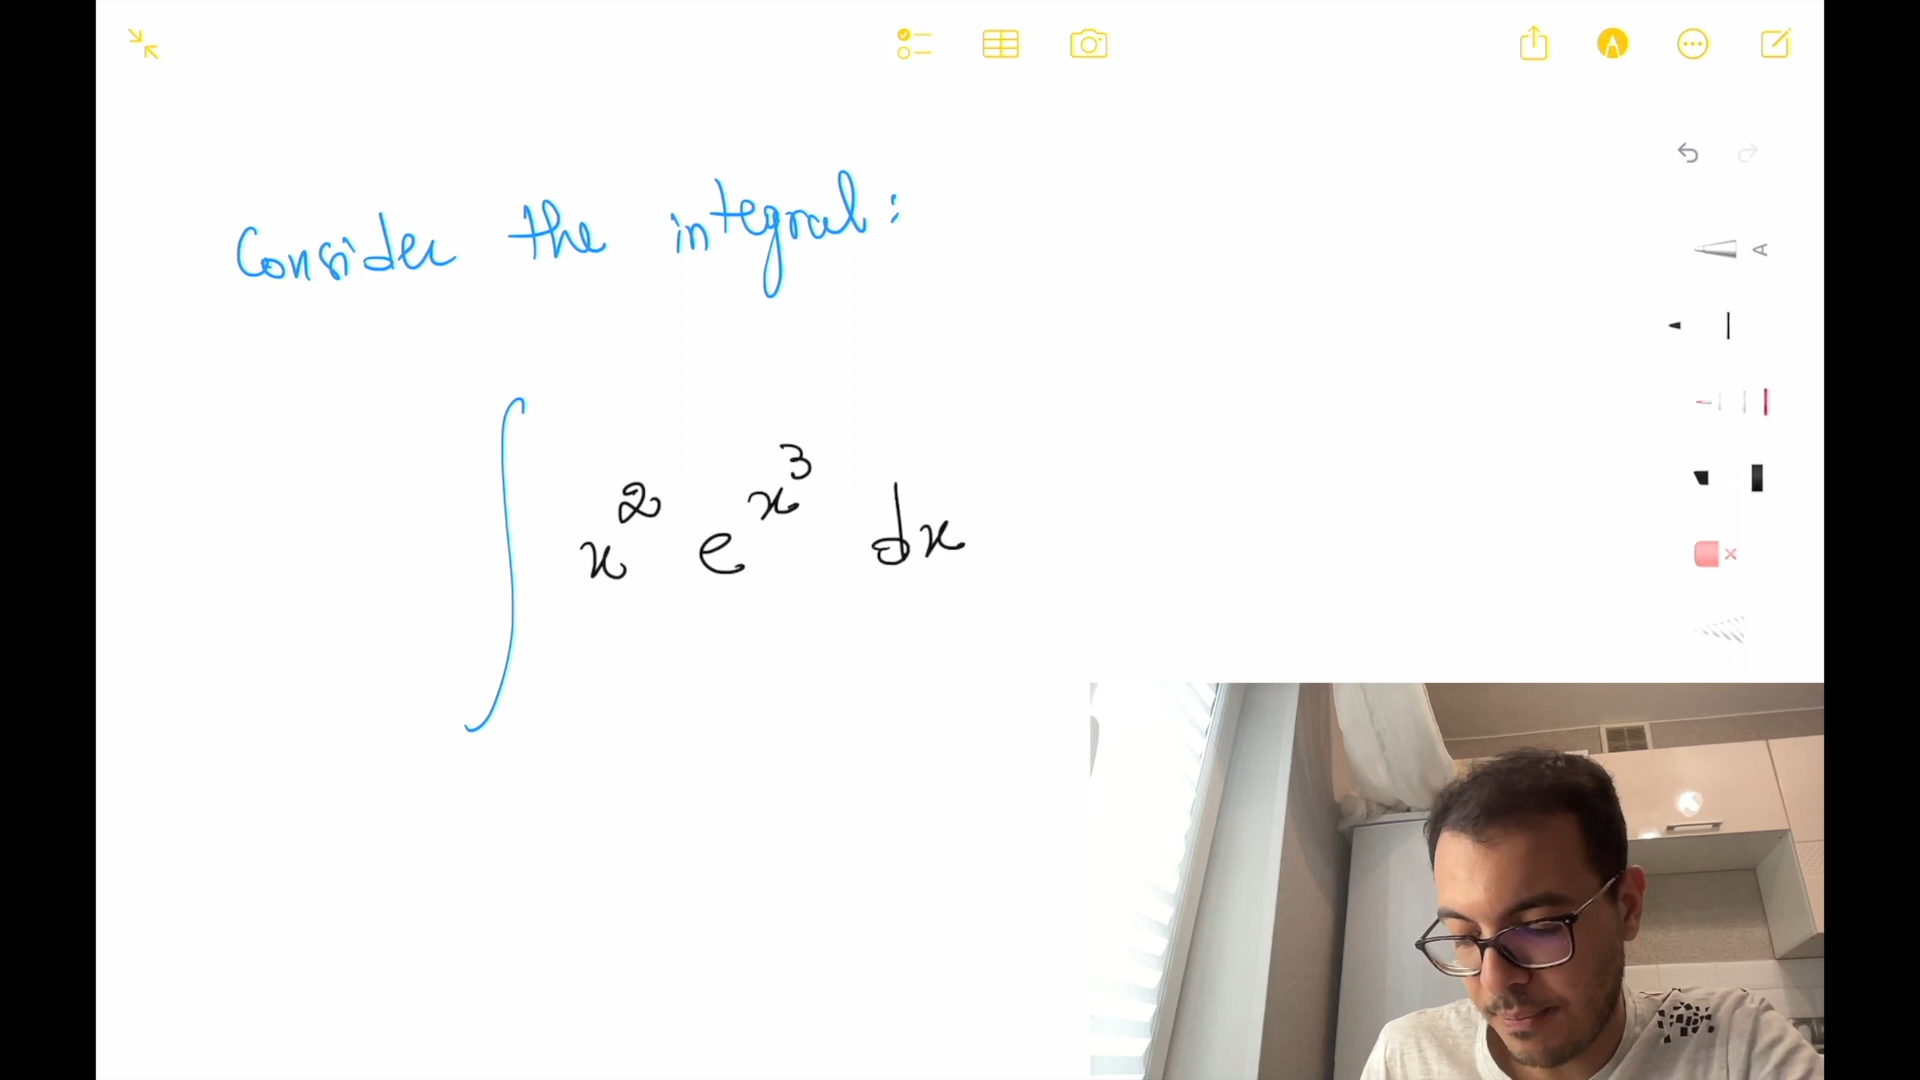 Consider the integral:
∫ x² e^x³ dx